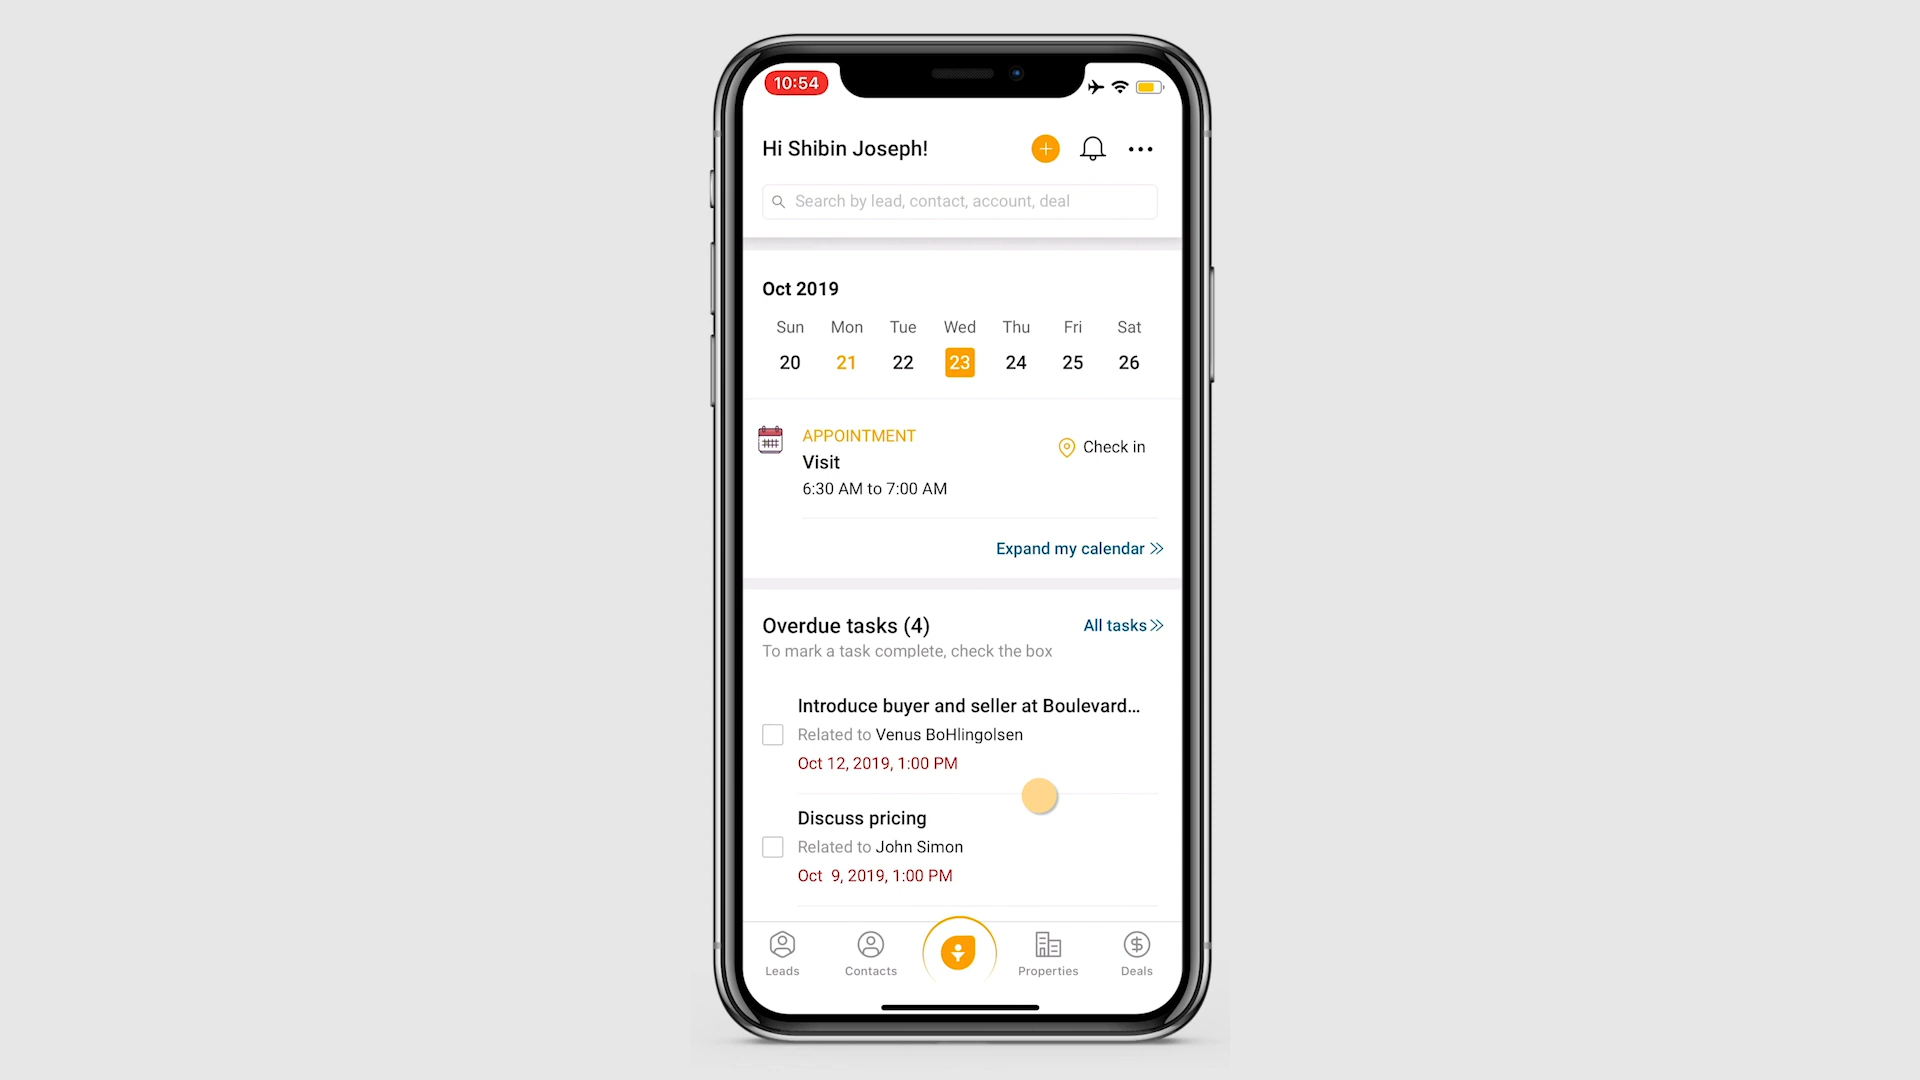 10:54
Hi Shibin Joseph!
Search by lead, contact, account, deal
Oct 2019
Sun Mon Tue Wed Thu Fri Sat
20 21 22 23 24 25 26
APPOINTMENT
Check in
Visit
6:30 AM to 7:00 AM
Expand my calendar
Overdue tasks (4)
All tasks
To mark a task complete, check the box
Introduce buyer and seller at Boulevard...
Related to Venus BoHlingolsen
Oct 12, 2019, 1:00 PM
Discuss pricing
Related to John Simon
Oct 9, 2019, 1:00 PM
Leads Contacts Properties Deals